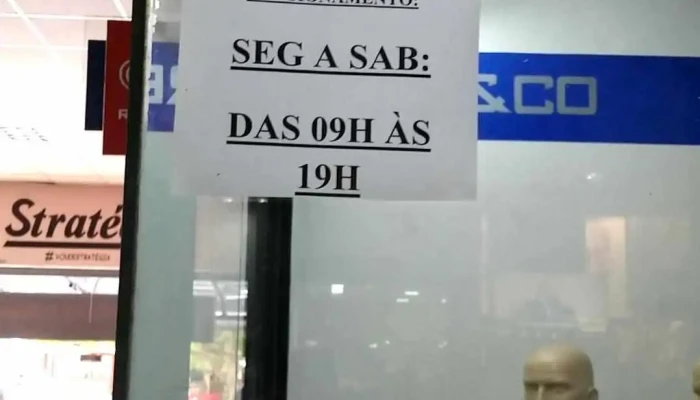 SEG A SAB:
DAS 09H ÀS
19H
&CO
Straté